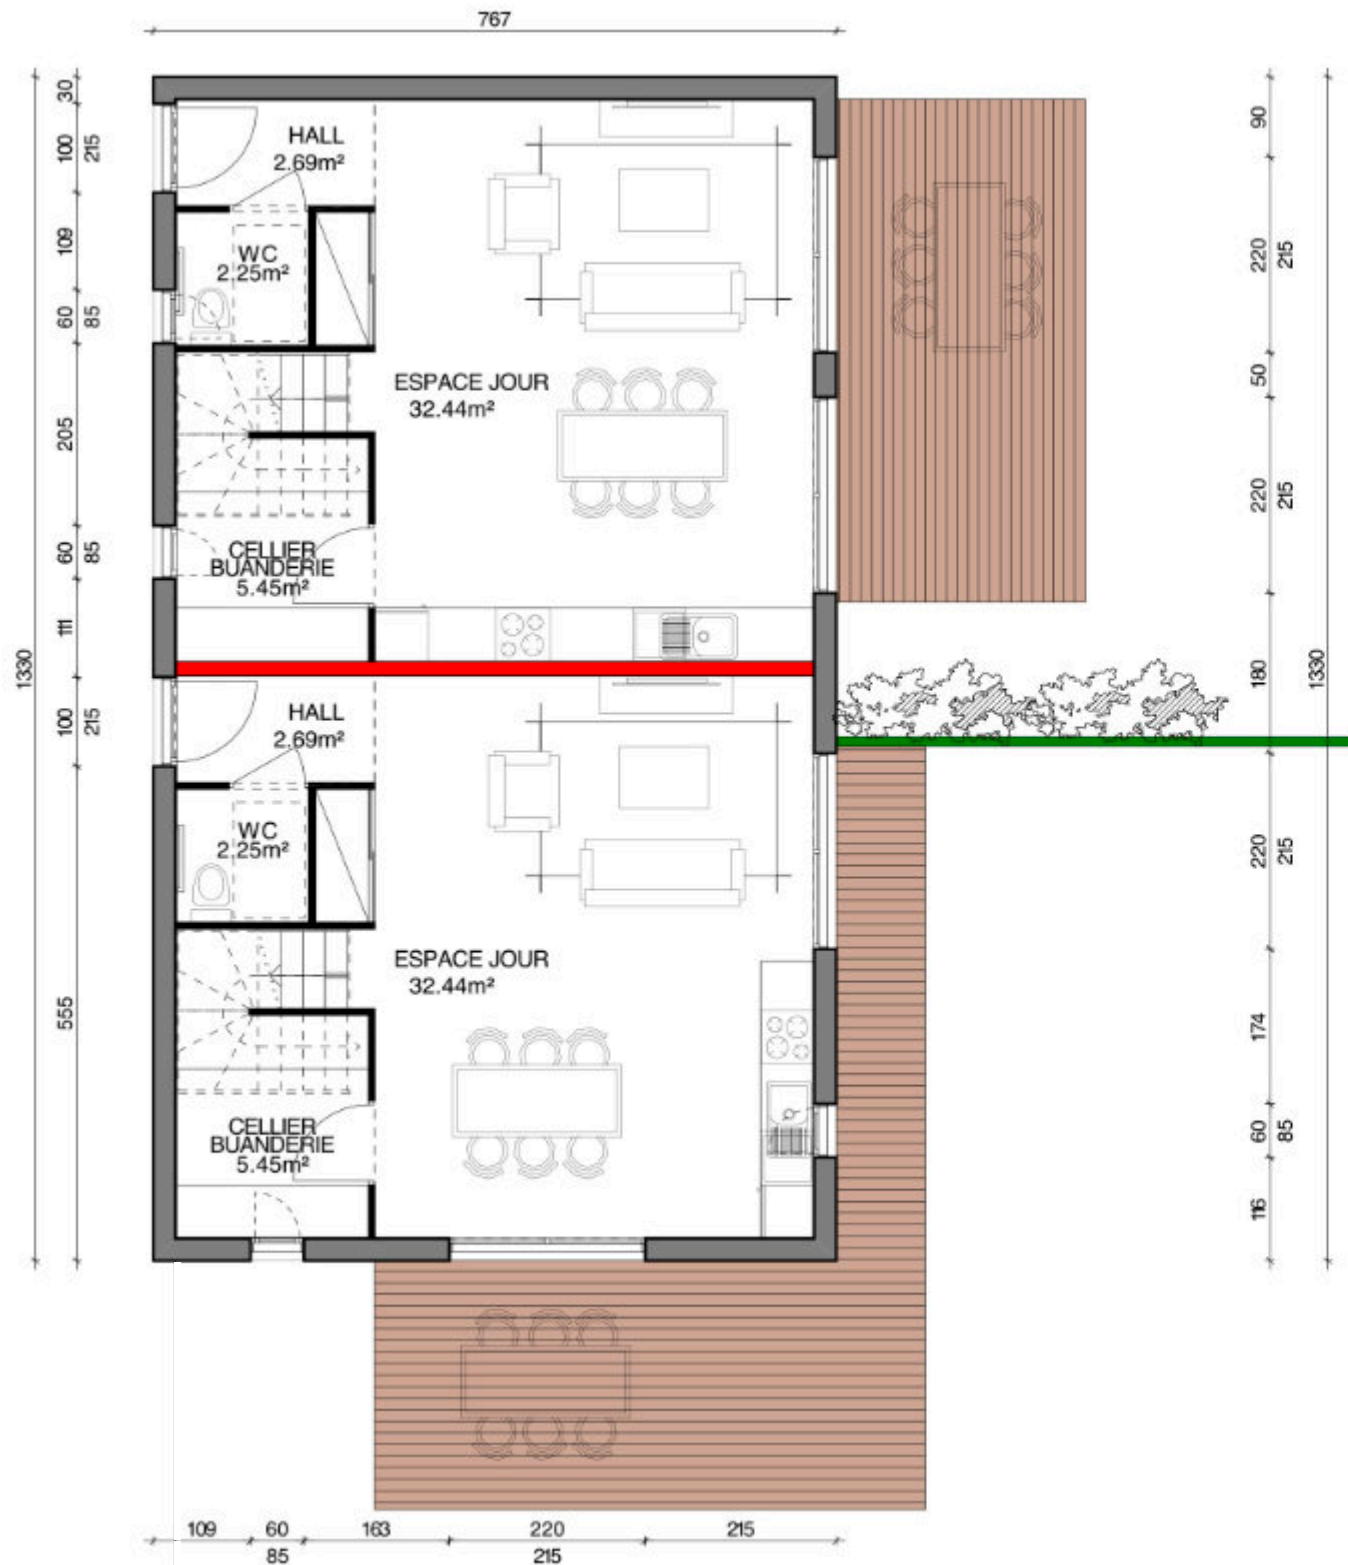 767
30
100
215
109
60
85
205
60
85
111
100
215
555
1330
HALL
2.69m²
WC
2.25m²
ESPACE JOUR
32.44m²
CELLIER
BUANDERIE
5.45m²
HALL
2.69m²
WC
2.25m²
ESPACE JOUR
32.44m²
CELLIER
BUANDERIE
5.45m²
90
220
215
50
220
215
180
220
215
174
60
85
116
1330
109
60
163
220
215
85
215